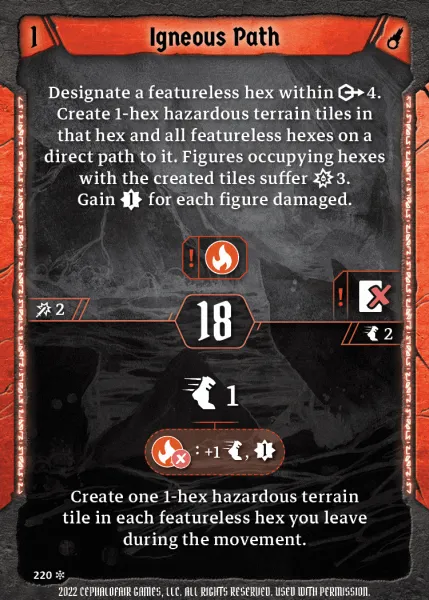 1
Igneous Path
Designate a featureless hex within 4.
Create 1-hex hazardous terrain tiles in
that hex and all featureless hexes on a
direct path to it. Figures occupying hexes
with the created tiles suffer 3.
Gain 1 for each figure damaged.
!
!
2
18
2
1
: +1 , 1
Create one 1-hex hazardous terrain
tile in each featureless hex you leave
during the movement.
220
2022 CEPHALOFAIR GAMES, LLC. ALL RIGHTS RESERVED. USED WITH PERMISSION.